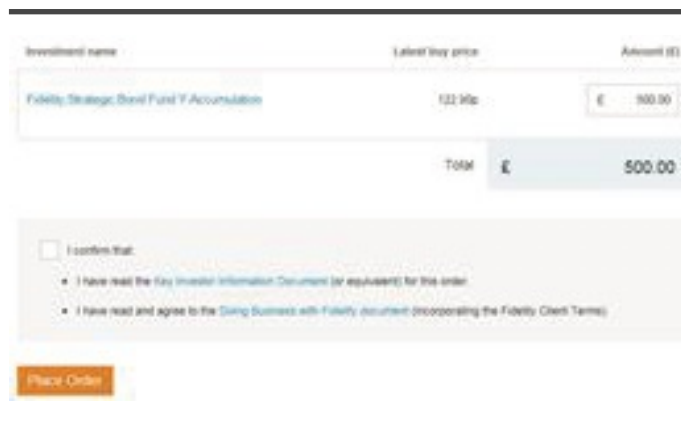 Investment name Latest buy price Amount (£)
Fidelity Strategic Bond Fund Y Accumulation £ 500.00
Total £ 500.00
I confirm that:
I have read the Key Investor Information Document (or equivalent) for this order.
I have read and agree to the Doing Business with Fidelity document (incorporating the Fidelity Client Terms)
Place Order